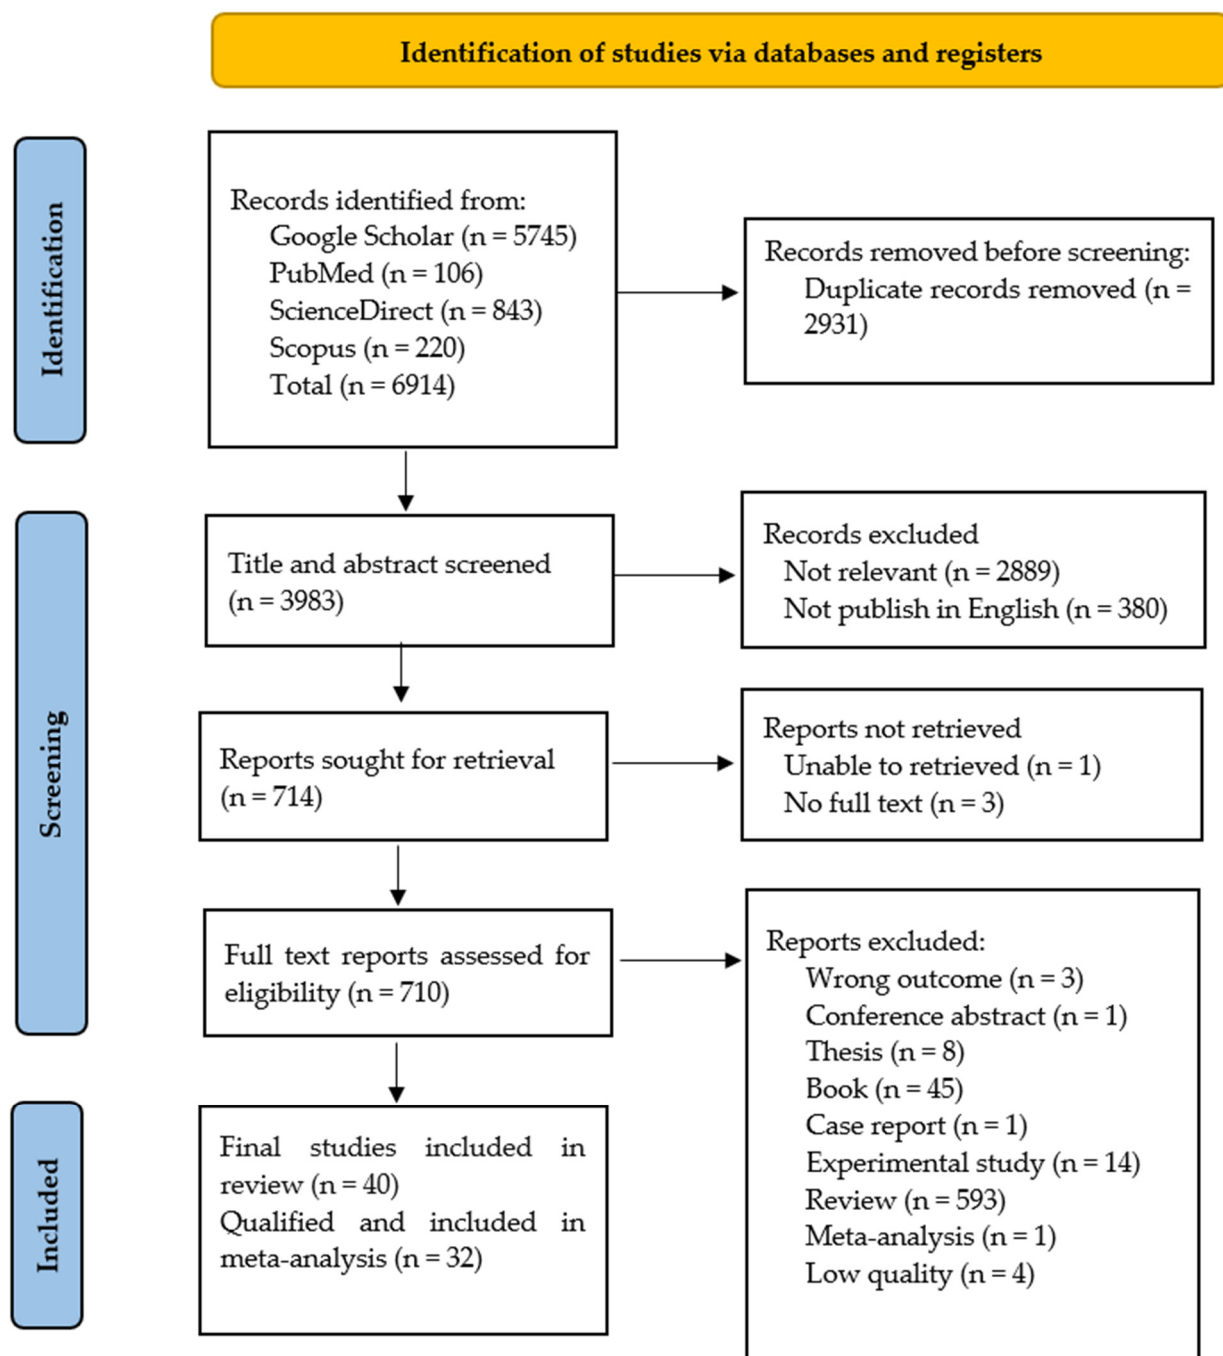 Identification of studies via databases and registers
Identification
Records identified from:
Google Scholar (n = 5745)
PubMed (n = 106)
ScienceDirect (n = 843)
Scopus (n = 220)
Total (n = 6914)
Records removed before screening:
Duplicate records removed (n =
2931)
Screening
Title and abstract screened
(n = 3983)
Records excluded
Not relevant (n = 2889)
Not publish in English (n = 380)
Reports sought for retrieval
(n = 714)
Reports not retrieved
Unable to retrieved (n = 1)
No full text (n = 3)
Full text reports assessed for
eligibility (n = 710)
Reports excluded:
Wrong outcome (n = 3)
Conference abstract (n = 1)
Thesis (n = 8)
Book (n = 45)
Case report (n = 1)
Experimental study (n = 14)
Review (n = 593)
Meta-analysis (n = 1)
Low quality (n = 4)
Included
Final studies included in
review (n = 40)
Qualified and included in
meta-analysis (n = 32)